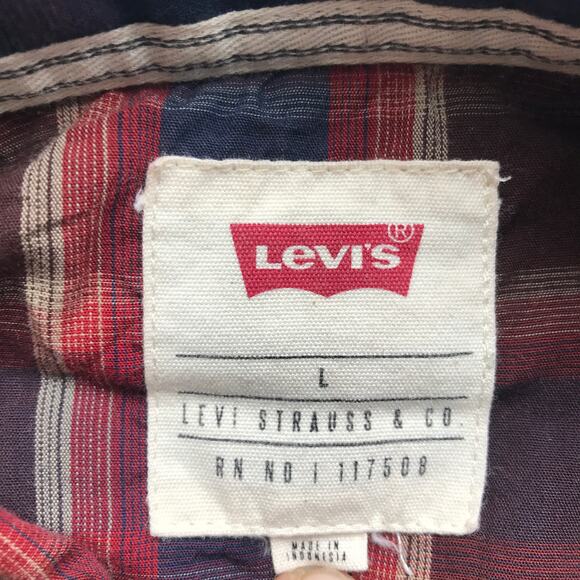 Levi's ®
L
LEVI STRAUSS & CO.
RN NO | 117508
MADE IN
INDONESIA